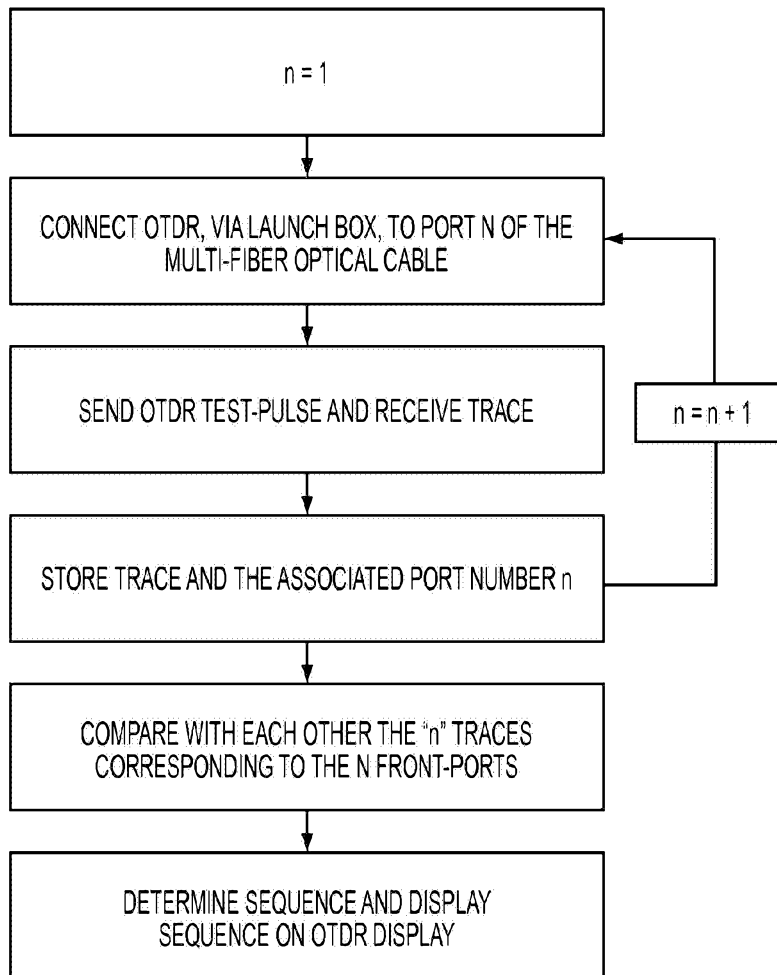 n = 1
CONNECT OTDR, VIA LAUNCH BOX, TO PORT N OF THE
MULTI-FIBER OPTICAL CABLE
SEND OTDR TEST-PULSE AND RECEIVE TRACE
n = n + 1
STORE TRACE AND THE ASSOCIATED PORT NUMBER n
COMPARE WITH EACH OTHER THE "n" TRACES
CORRESPONDING TO THE N FRONT-PORTS
DETERMINE SEQUENCE AND DISPLAY
SEQUENCE ON OTDR DISPLAY